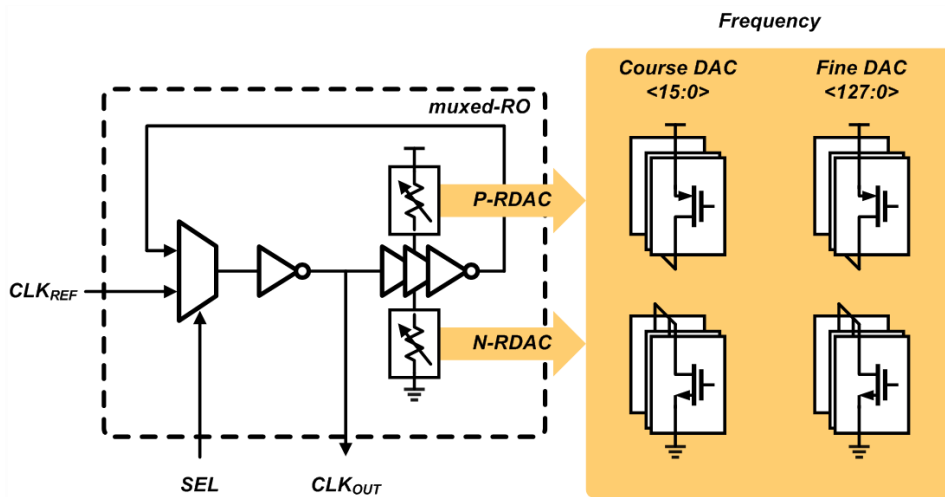 Frequency
Course DAC
<15:0>
Fine DAC
<127:0>
muxed-RO
P-RDAC
CLKREF
N-RDAC
SEL
CLKOUT